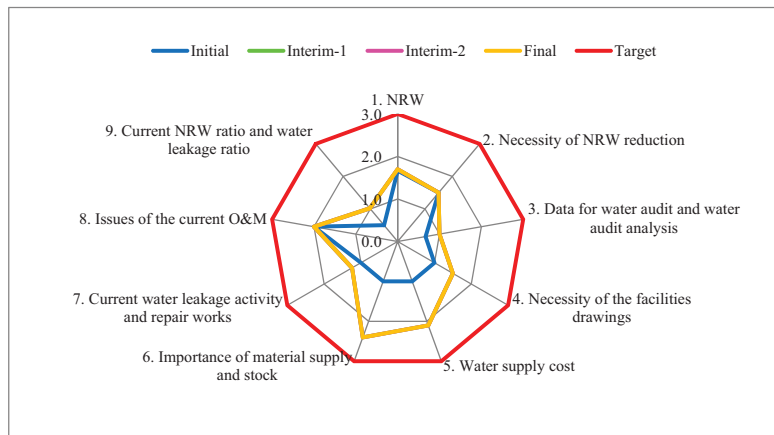 Initial Interim-1 Interim-2 Final Target
1. NRW
3.0
2.0
1.0
0.0
2. Necessity of NRW reduction
3. Data for water audit and water
audit analysis
4. Necessity of the facilities
drawings
5. Water supply cost
6. Importance of material supply
and stock
7. Current water leakage activity
and repair works
8. Issues of the current O&M
9. Current NRW ratio and water
leakage ratio